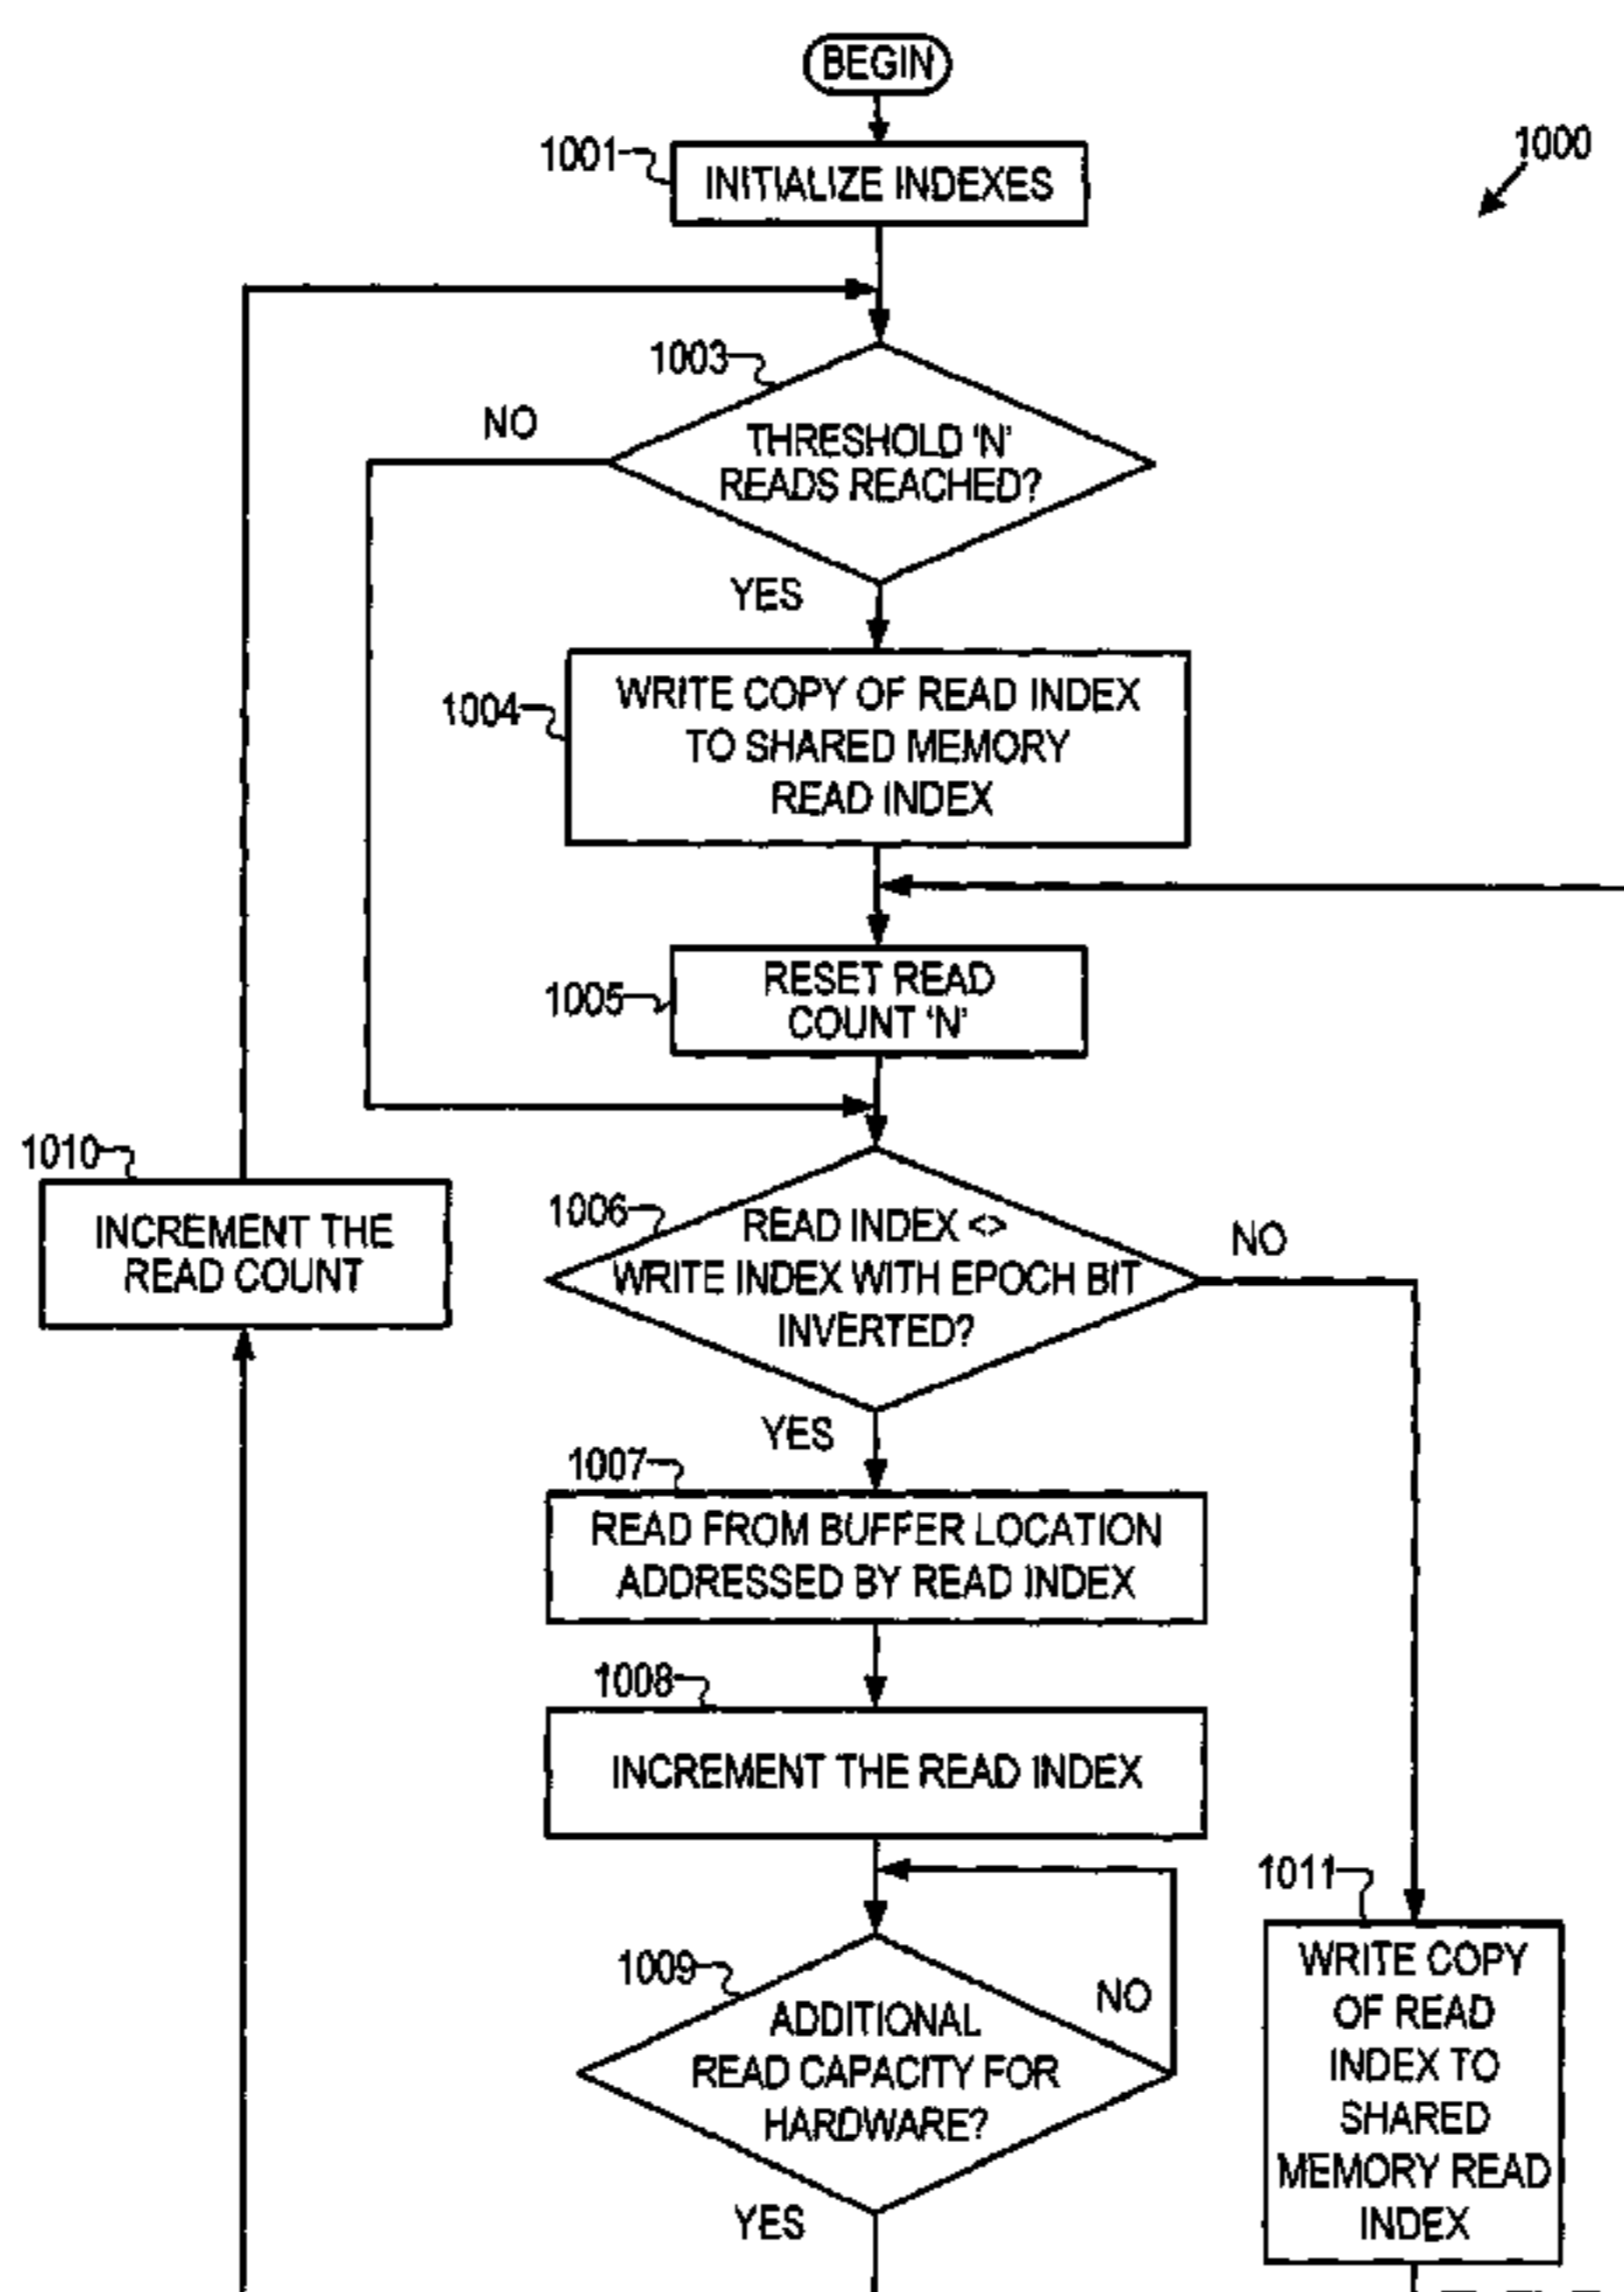 BEGIN
1000
1001
INITIALIZE INDEXES
1003
NO
THRESHOLD ‘N’
READS REACHED?
YES
1004
WRITE COPY OF READ INDEX
TO SHARED MEMORY
READ INDEX
1005
RESET READ
COUNT ‘N’
1010
INCREMENT THE
READ COUNT
1006
READ INDEX <>
WRITE INDEX WITH EPOCH BIT
INVERTED?
NO
YES
1007
READ FROM BUFFER LOCATION
ADDRESSED BY READ INDEX
1008
INCREMENT THE READ INDEX
1009
ADDITIONAL
READ CAPACITY FOR
HARDWARE?
NO
YES
1011
WRITE COPY
OF READ
INDEX TO
SHARED
MEMORY READ
INDEX